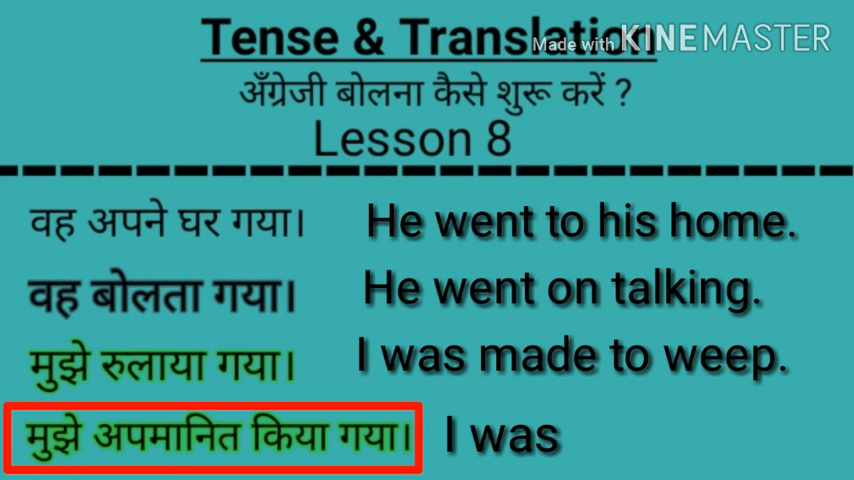 Tense & Translation
Made with KINEMASTER
अँग्रेजी बोलना कैसे शुरू करें ?
Lesson 8
वह अपने घर गया। He went to his home.
वह बोलता गया। He went on talking.
मुझे रुलाया गया। I was made to weep.
मुझे अपमानित किया गया। I was